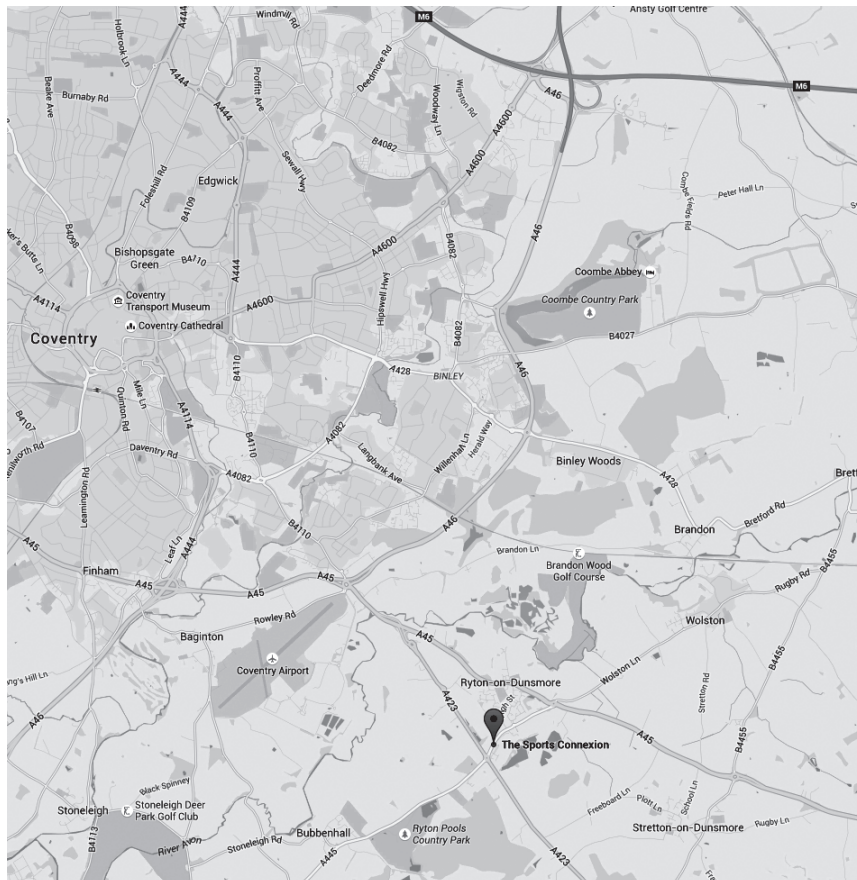 Windmill Rd
Ansty Golf Centre
M6
A444
Holbrook Ln
Deedmore Rd
Beake Ave
Burnaby Rd
A444
Proffitt Ave
Woodway Ln
Wigston Rd
A46
M6
A444
A4600
B4082
Foleshill Rd
Edgwick
Sewall Hwy
A4600
Combe Fields Rd
Peter Hall Ln
B4109
B4098
A46
A4600
B4082
Bishopsgate
Green
B4110
A444
Coombe Abbey
Hipswell Hwy
A4114
Coventry
Transport Museum
A4600
Coombe Country Park
Coventry Cathedral
B4082
B4027
Coventry
B4110
A428
BINLEY
A46
Mile Ln
Quinton Rd
A4114
B4107
B4110
A4082
Willenhall Ln
Herald Way
Daventry Rd
Langbank Ave
Binley Woods
A428
A4082
Leamington Rd
Bretford Rd
Brandon
A46
B4110
Leaf Ln
A444
A45
Brandon Ln
Brandon Wood
Golf Course
B4455
Finham
A45
A45
A45
Rugby Rd
Rowley Rd
Wolston
Baginton
A45
Coventry Airport
Wolston Ln
B4455
Ryton-on-Dunsmore
Stretton Rd
A423
A46
The Sports Connexion
A45
B4455
Black Spinney
Freeboard Ln
Plott Ln
School Ln
Stoneleigh
Stoneleigh Deer
Park Golf Club
Rugby Ln
Stretton-on-Dunsmore
Bubbenhall
Ryton Pools
Country Park
B4113
River Avon
Stoneleigh Rd
A445
A423